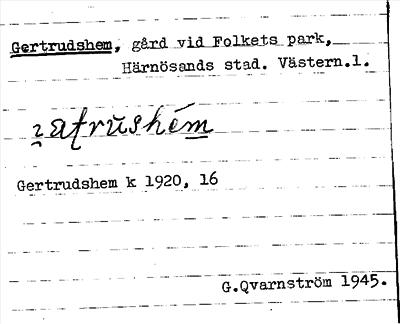 Gertrudshem, gård vid Folkets park,
Härnösands stad. Västern.l.
Gertrudshem k 1920, 16
G.Qvarnström 1945.